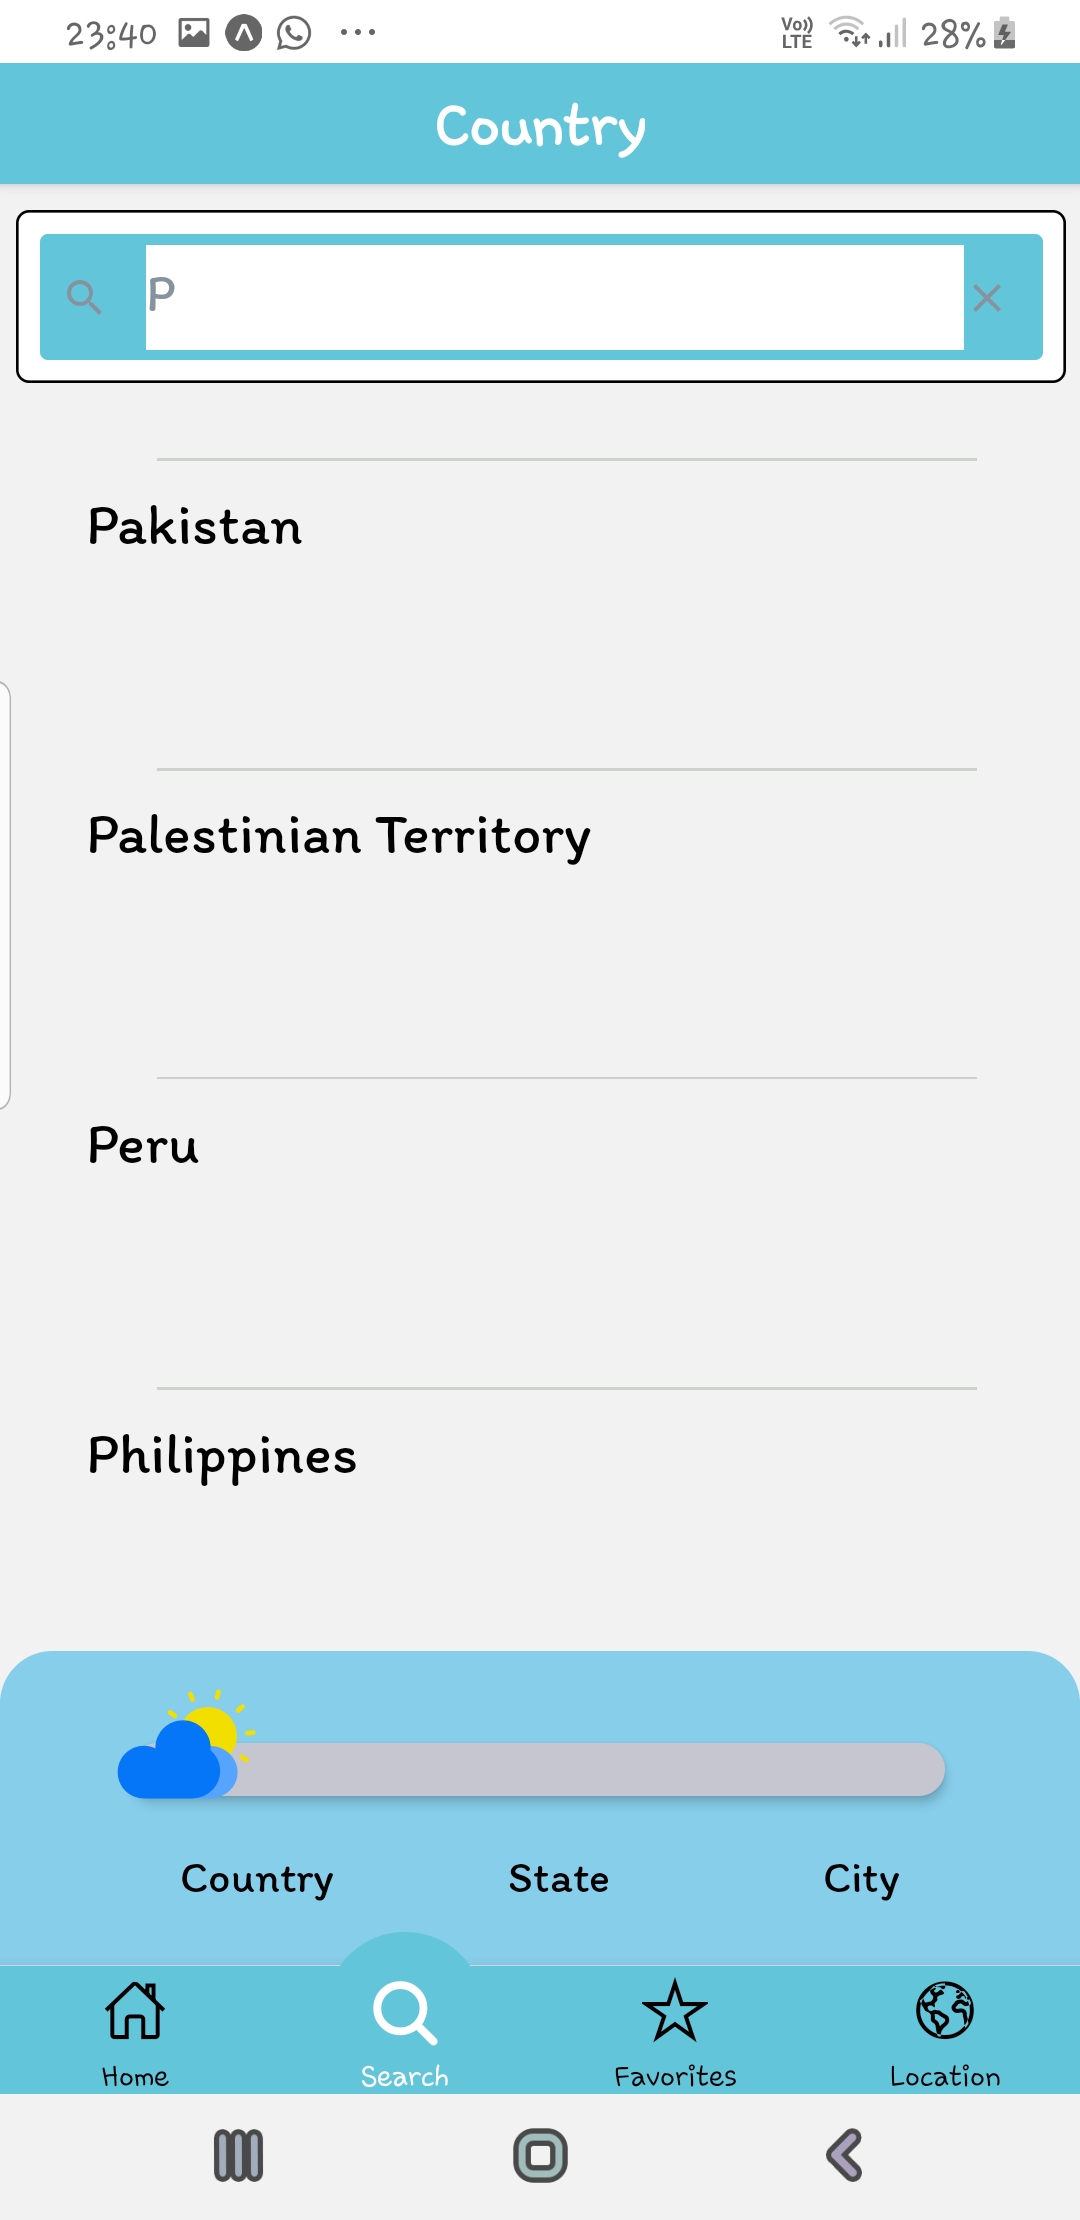 23:40
Vo)) LTE 28%
Country
P
Pakistan
Palestinian Territory
Peru
Philippines
Country State City
Home Search Favorites Location